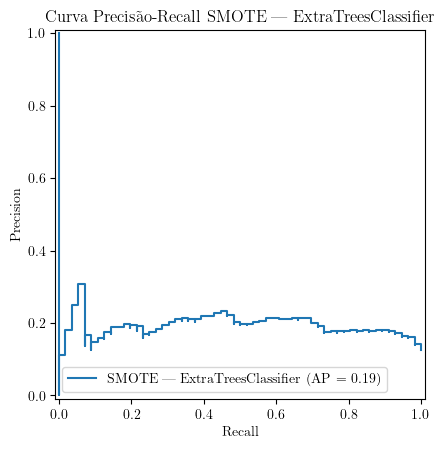 Curva Precisão-Recall SMOTE — ExtraTreesClassifier
1.0
0.8
0.6
0.4
0.2
0.0
Precision
SMOTE — ExtraTreesClassifier (AP = 0.19)
0.0 0.2 0.4 0.6 0.8 1.0
Recall